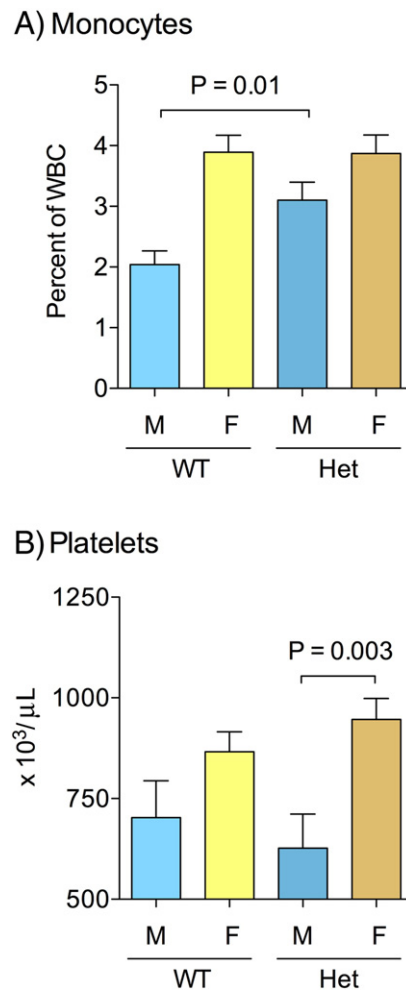 A) Monocytes
P = 0.01
Percent of WBC
5
4
3
2
1
0
M F M F
WT Het
B) Platelets
P = 0.003
x 10³/μL
1250
1000
750
500
M F M F
WT Het